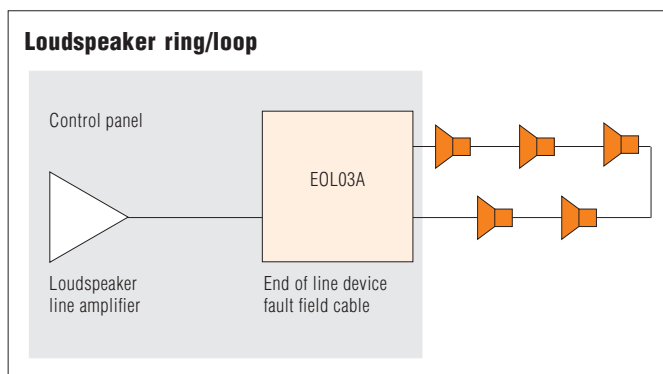 Loudspeaker ring/loop
Control panel
EOL03A
Loudspeaker
line amplifier
End of line device
fault field cable